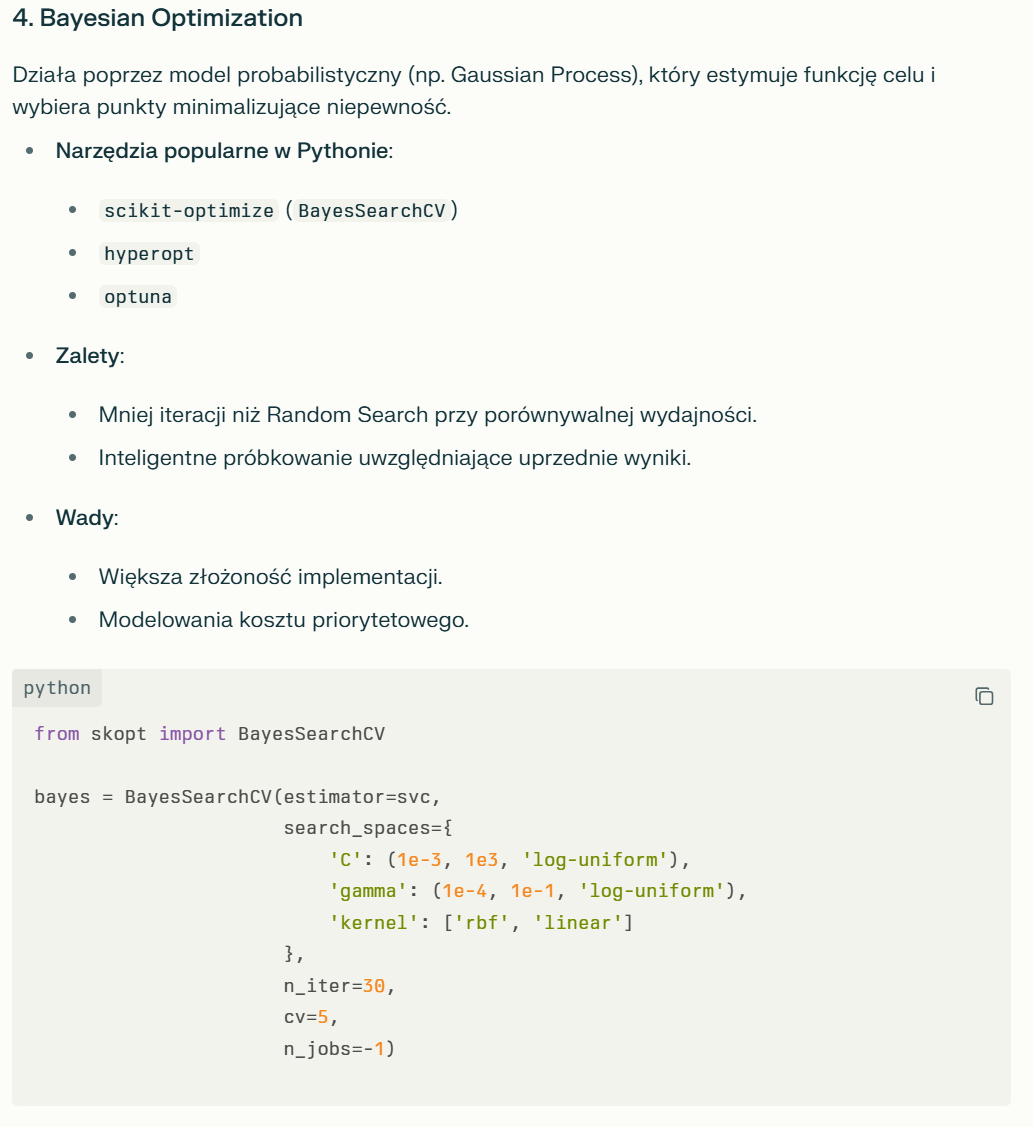 4. Bayesian Optimization
Działa poprzez model probabilistyczny (np. Gaussian Process), który estymuje funkcję celu i
wybiera punkty minimalizujące niepewność.
Narzędzia popularne w Pythonie:
scikit-optimize (BayesSearchCV)
hyperopt
optuna
Zalety:
Mniej iteracji niż Random Search przy porównywalnej wydajności.
Inteligentne próbkowanie uwzględniające uprzednie wyniki.
Wady:
Większa złożoność implementacji.
Modelowania kosztu priorytetowego.
python
from skopt import BayesSearchCV
bayes = BayesSearchCV(estimator=svc,
search_spaces={
'C': (1e-3, 1e3, 'log-uniform'),
'gamma': (1e-4, 1e-1, 'log-uniform'),
'kernel': ['rbf', 'linear']
},
n_iter=30,
cv=5,
n_jobs=-1)